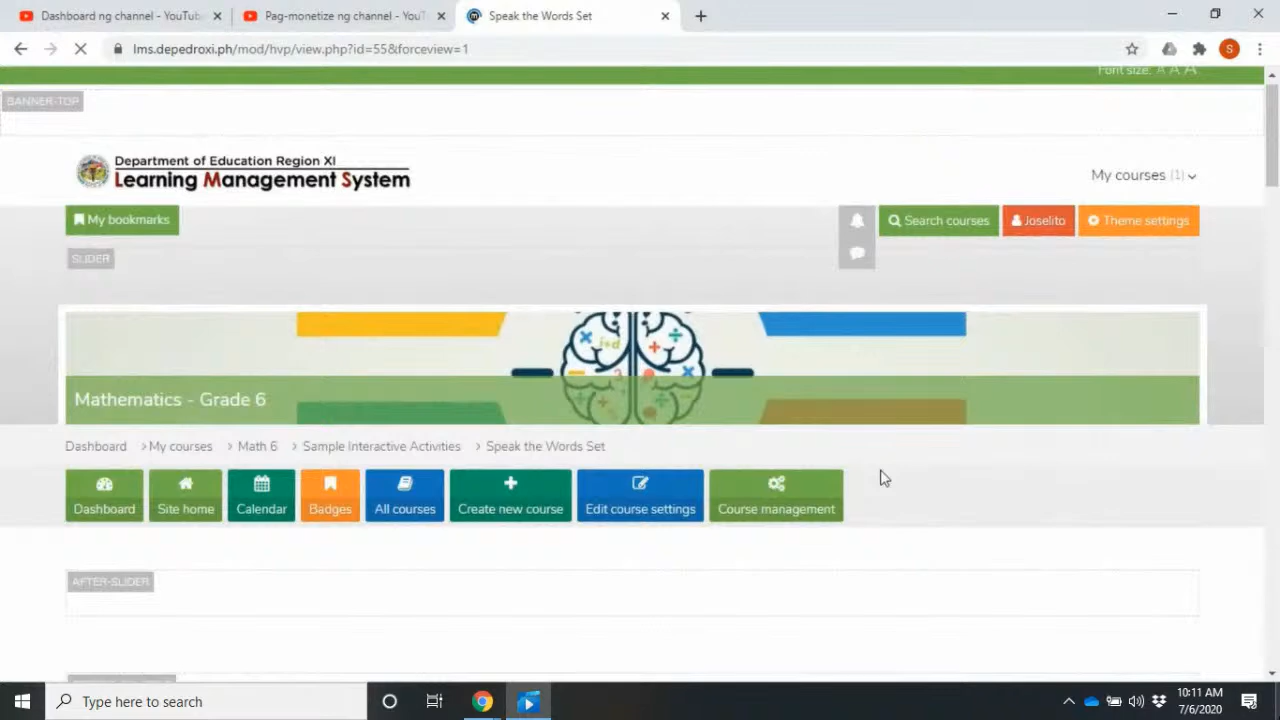 Dashboard ng channel - YouTube
Pag-monetize ng channel - YouT
Speak the Words Set
lms.depedroxi.ph/mod/hvp/view.php?id=55&forceview=1
S
Font size: A A A
BANNER-TOP
Department of Education Region XI
Learning Management System
My courses (1)
My bookmarks
Search courses
Joselito
Theme settings
SLIDER
Mathematics - Grade 6
Dashboard > My courses > Math 6 > Sample Interactive Activities > Speak the Words Set
Dashboard
Site home
Calendar
Badges
All courses
Create new course
Edit course settings
Course management
AFTER-SLIDER
Type here to search
10:11 AM
7/6/2020